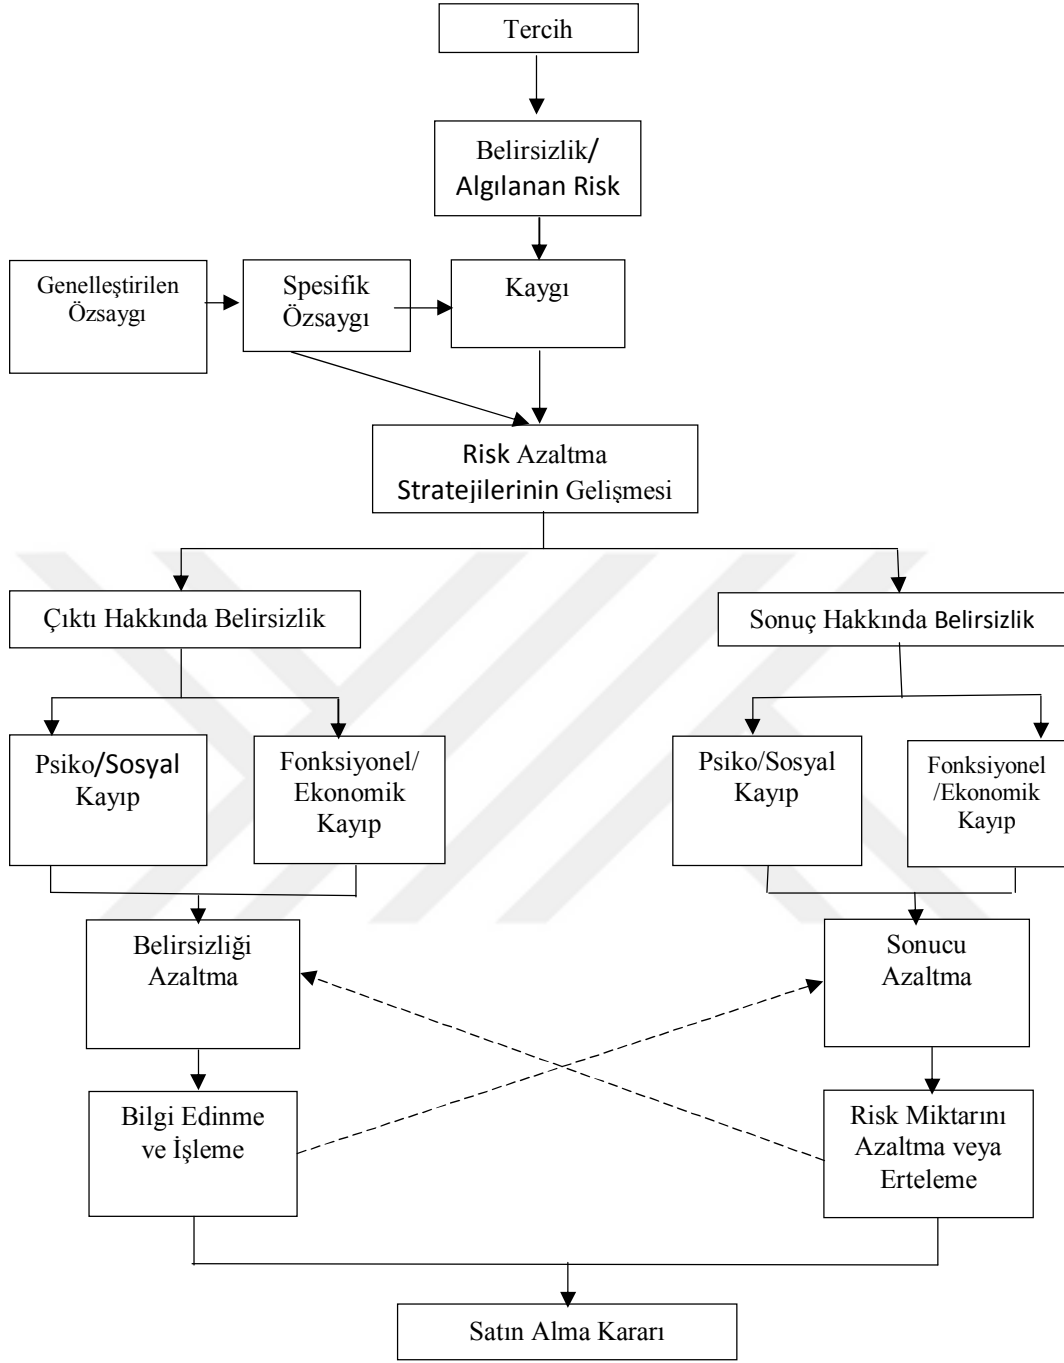 Tercih
Belirsizlik/
Algılanan Risk
Genelleştirilen
Özsaygı
Spesifik
Özsaygı
Kaygı
Risk Azaltma
Stratejilerinin Gelişmesi
Çıktı Hakkında Belirsizlik
Sonuç Hakkında Belirsizlik
Psiko/Sosyal
Kayıp
Fonksiyonel/
Ekonomik
Kayıp
Psiko/Sosyal
Kayıp
Fonksiyonel
/Ekonomik
Kayıp
Belirsizliği
Azaltma
Sonucu
Azaltma
Bilgi Edinme
ve İşleme
Risk Miktarını
Azaltma veya
Erteleme
Satın Alma Kararı